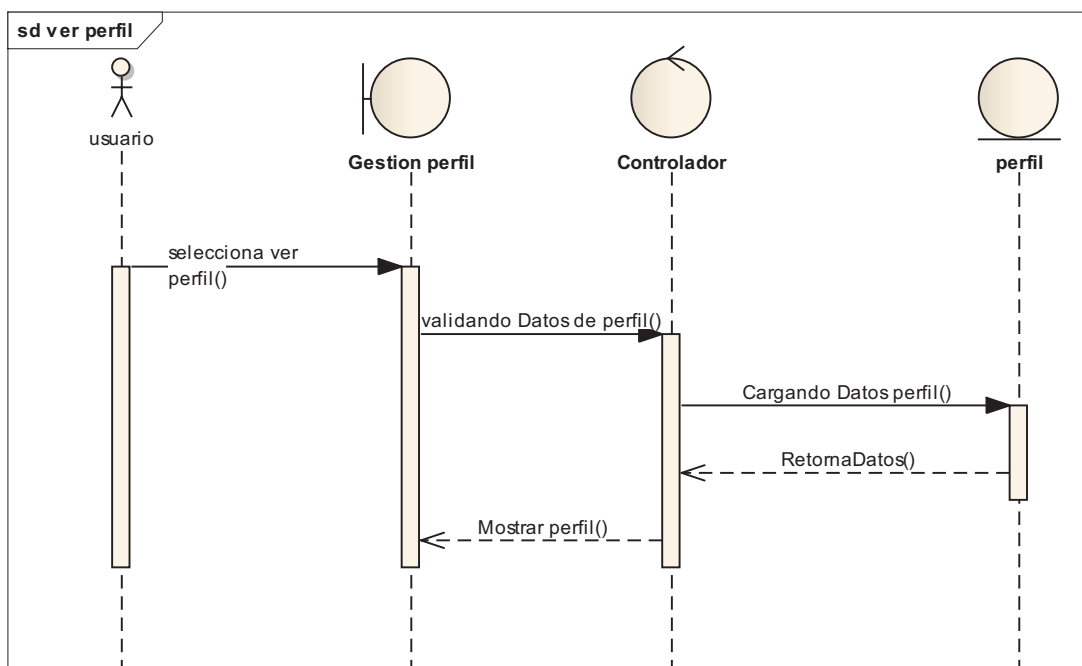 sd ver perfil
usuario
Gestion perfil
Controlador
perfil
selecciona ver
perfil()
validando Datos de perfil()
Cargando Datos perfil()
RetornaDatos()
Mostrar perfil()